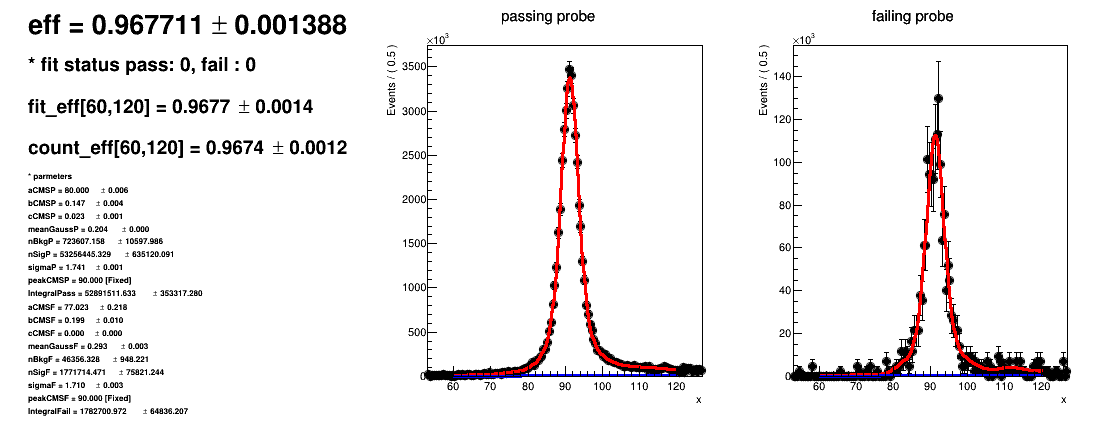 eff = 0.967711 ± 0.001388
* fit status pass: 0, fail : 0
fit_eff[60,120] = 0.9677 ± 0.0014
count_eff[60,120] = 0.9674 ± 0.0012
* parmeters
aCMSP = 80.000 ± 0.006
bCMSP = 0.147 ± 0.004
cCMSP = 0.023 ± 0.001
meanGaussP = 0.204 ± 0.000
nBkgP = 723607.158 ± 10597.986
nSigP = 53256445.329 ± 635120.091
sigmaP = 1.741 ± 0.001
peakCMSP = 90.000 [Fixed]
IntegralPass = 52891511.633 ± 353317.280
aCMSF = 77.023 ± 0.218
bCMSF = 0.199 ± 0.010
cCMSF = 0.000 ± 0.000
meanGaussF = 0.293 ± 0.003
nBkgF = 46356.328 ± 948.221
nSigF = 1771714.471 ± 75821.244
sigmaF = 1.710 ± 0.003
peakCMSF = 90.000 [Fixed]
IntegralFail = 1782700.972 ± 64836.207
passing probe
×10³
Events / ( 0.5 )
3500
3000
2500
2000
1500
1000
500
0
60 70 80 90 100 110 120
x
failing probe
×10³
Events / ( 0.5 )
140
120
100
80
60
40
20
0
60 70 80 90 100 110 120
x